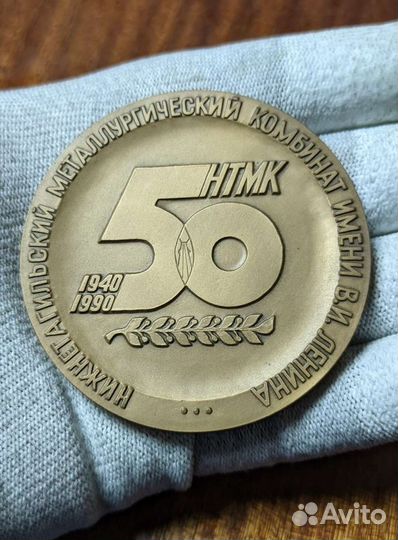 НИЖНЕТАГИЛЬСКИЙ МЕТАЛЛУРГИЧЕСКИЙ КОМБИНАТ ИМЕНИ В.И. ЛЕНИНА
НТМК
50
1940
1990
Avito